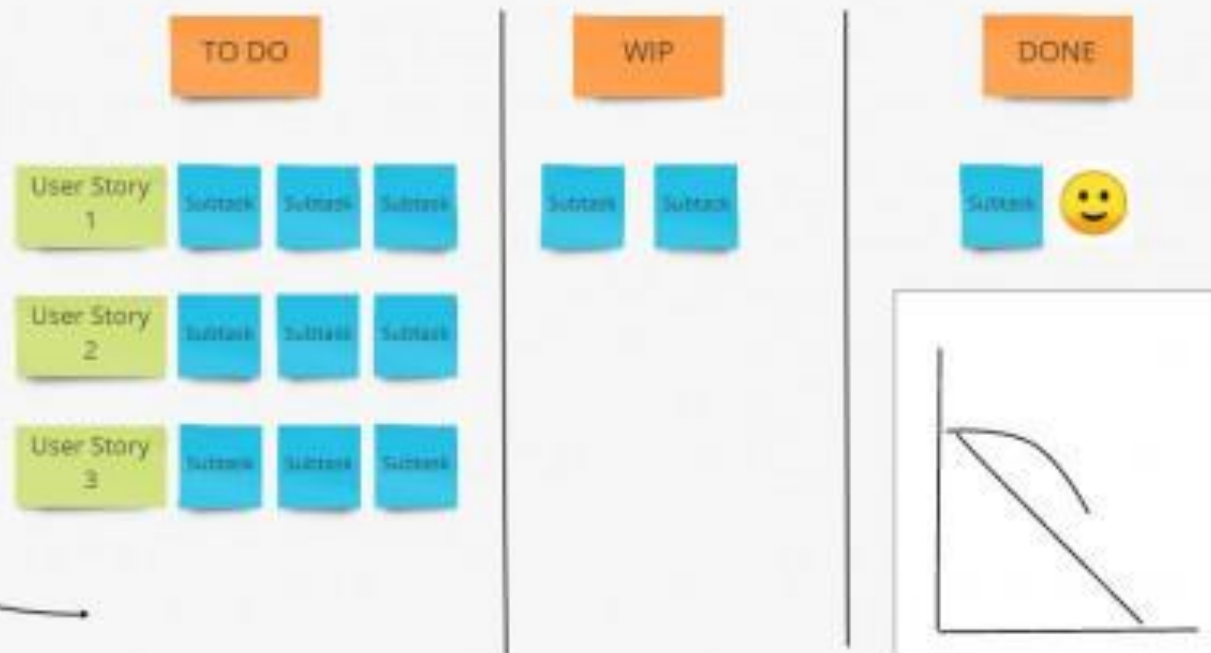 TO DO
WIP
DONE
User Story
1
Subtask Subtask Subtask
Subtask Subtask
Subtask
User Story
2
Subtask Subtask Subtask
User Story
3
Subtask Subtask Subtask